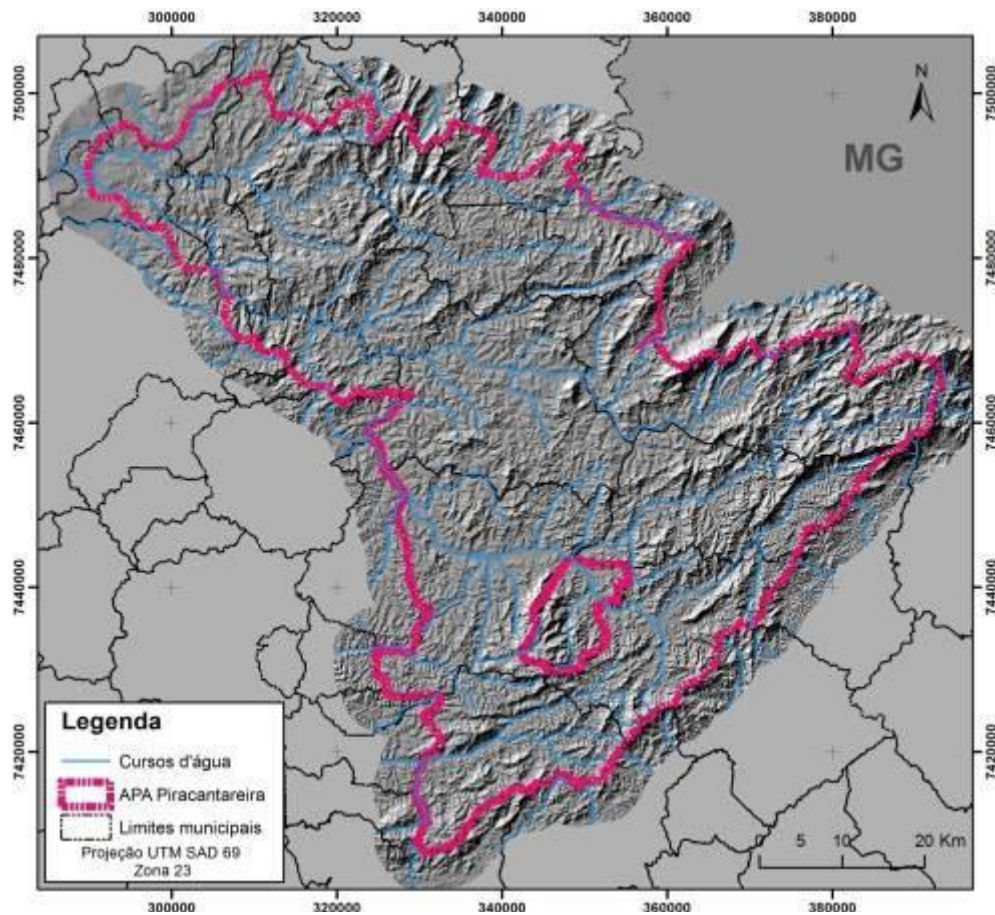 300000 320000 340000 360000 380000
N
7500000 7500000
MG
7480000 7480000
7460000 7460000
7440000 7440000
7420000 7420000
Legenda
Cursos d'água
APA Piracantareira
Limites municipais
Projeção UTM SAD 69
Zona 23
5 10 20 Km
300000 320000 340000 360000 380000